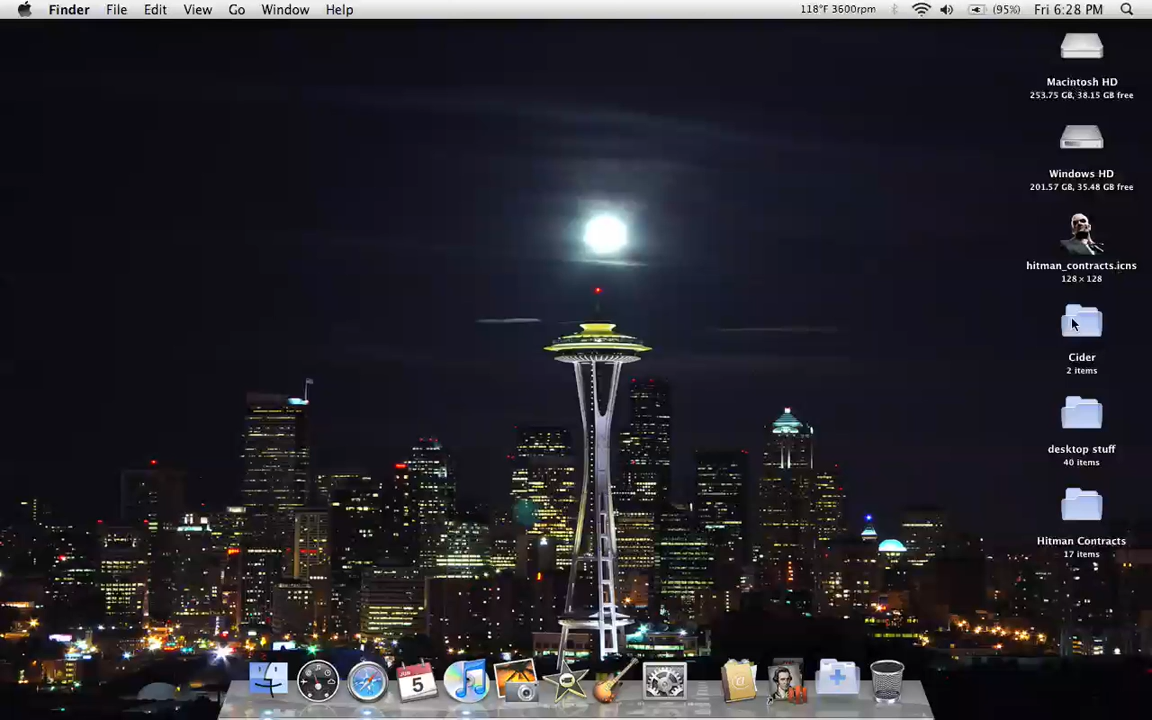 Finder File Edit View Go Window Help 118°F 3600rpm (95%) Fri 6:28 PM
Macintosh HD
253.75 GB, 38.15 GB free
Windows HD
201.57 GB, 35.48 GB free
hitman_contracts.icns
128×128
Cider
2 items
desktop stuff
40 items
Hitman Contracts
17 items
JUN
5